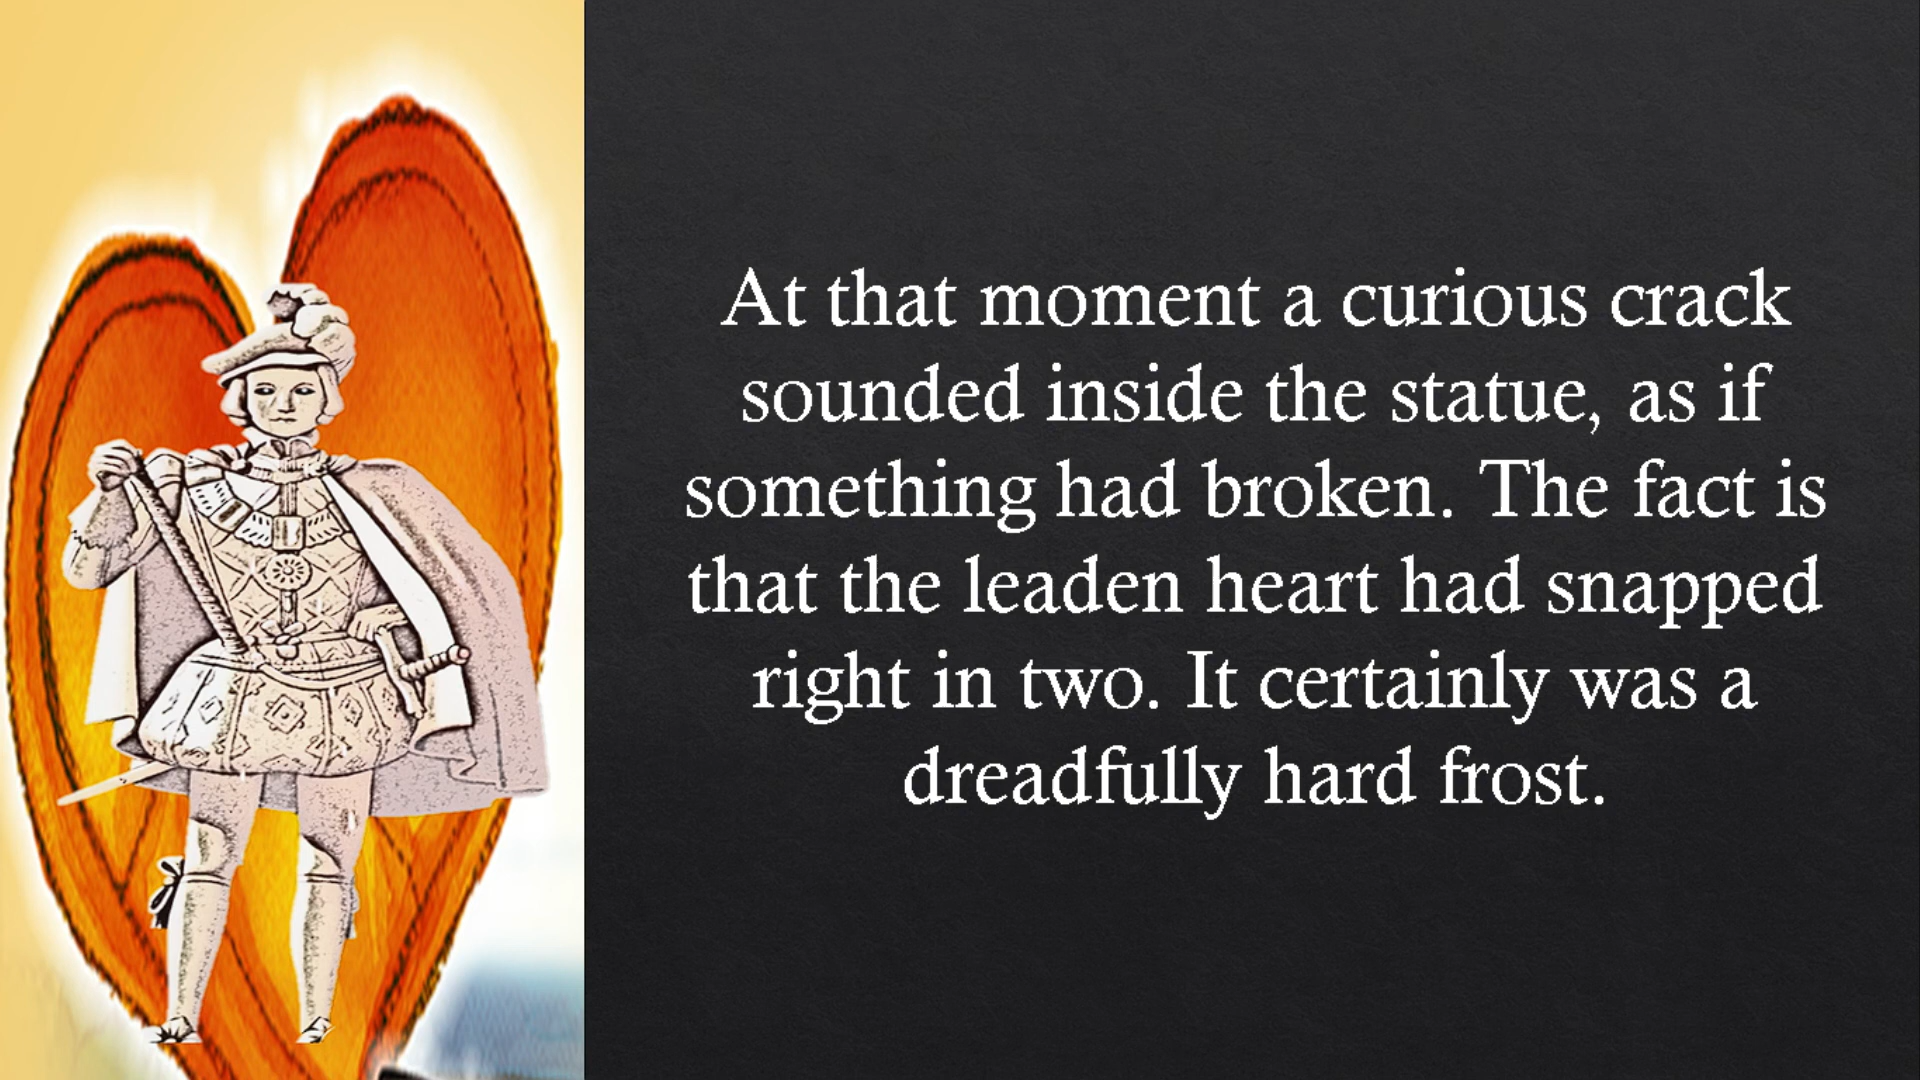 At that moment a curious crack
sounded inside the statue, as if
something had broken. The fact is
that the leaden heart had snapped
right in two. It certainly was a
dreadfully hard frost.